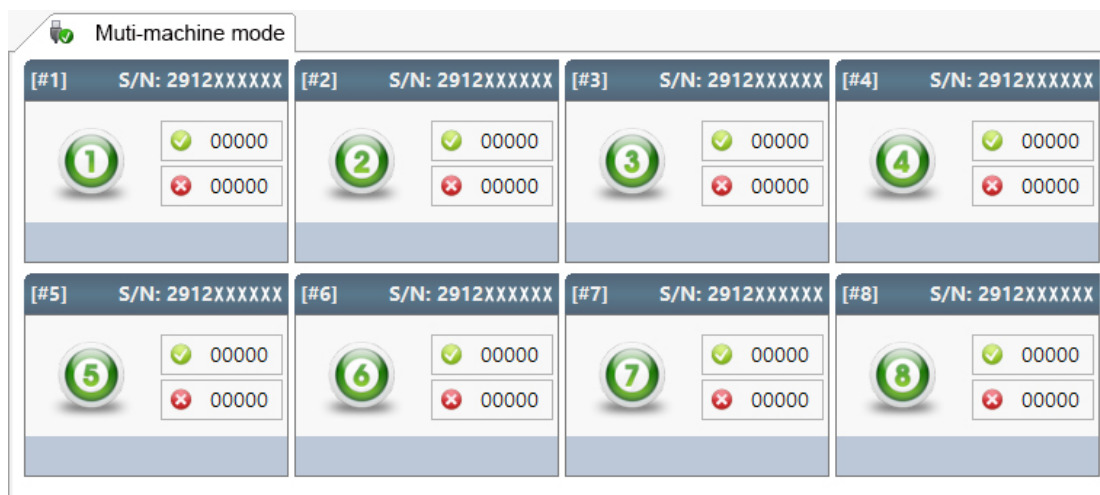 Muti-machine mode
[#1] S/N: 2912XXXXXX [#2] S/N: 2912XXXXXX [#3] S/N: 2912XXXXXX [#4] S/N: 2912XXXXXX
1 00000 2 00000 3 00000 4 00000
00000 00000 00000 00000
[#5] S/N: 2912XXXXXX [#6] S/N: 2912XXXXXX [#7] S/N: 2912XXXXXX [#8] S/N: 2912XXXXXX
5 00000 6 00000 7 00000 8 00000
00000 00000 00000 00000